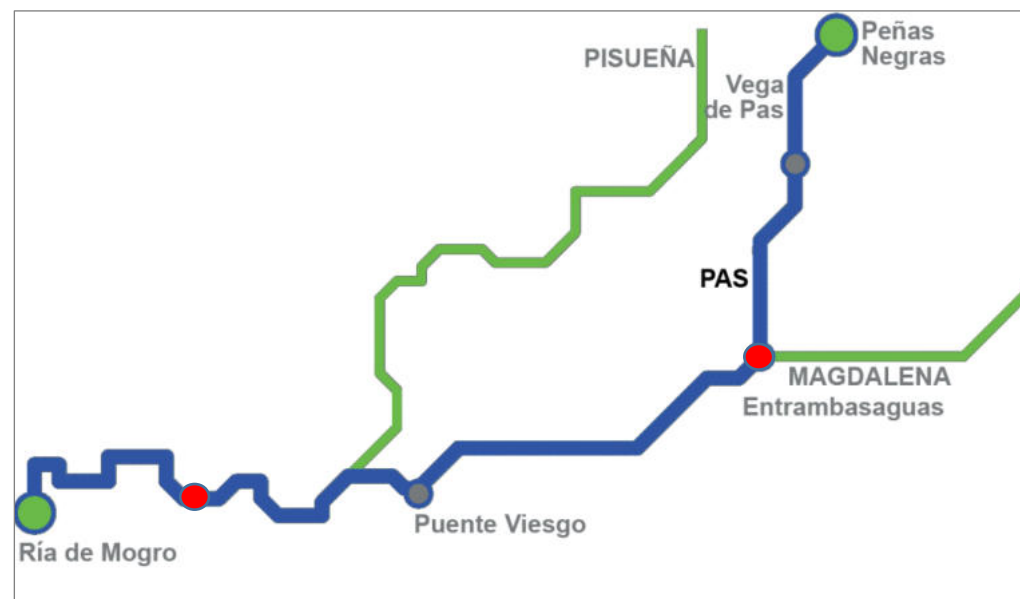 Peñas
Negras
PISUEÑA
Vega
de Pas
PAS
MAGDALENA
Entrambasaguas
Puente Viesgo
Ría de Mogro